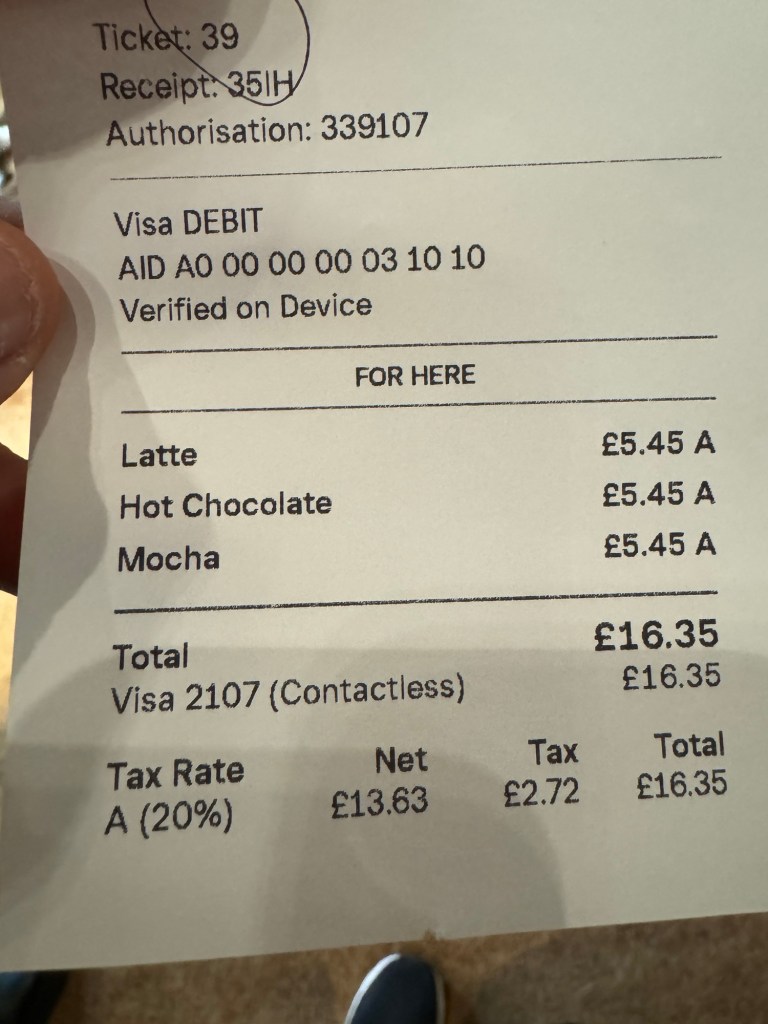 Ticket: 39
Receipt: 35IH
Authorisation: 339107
Visa DEBIT
AID A0 00 00 00 03 10 10
Verified on Device
FOR HERE
Latte £5.45 A
Hot Chocolate £5.45 A
Mocha £5.45 A
Total £16.35
Visa 2107 (Contactless) £16.35
Tax Rate Net Tax Total
A (20%) £13.63 £2.72 £16.35